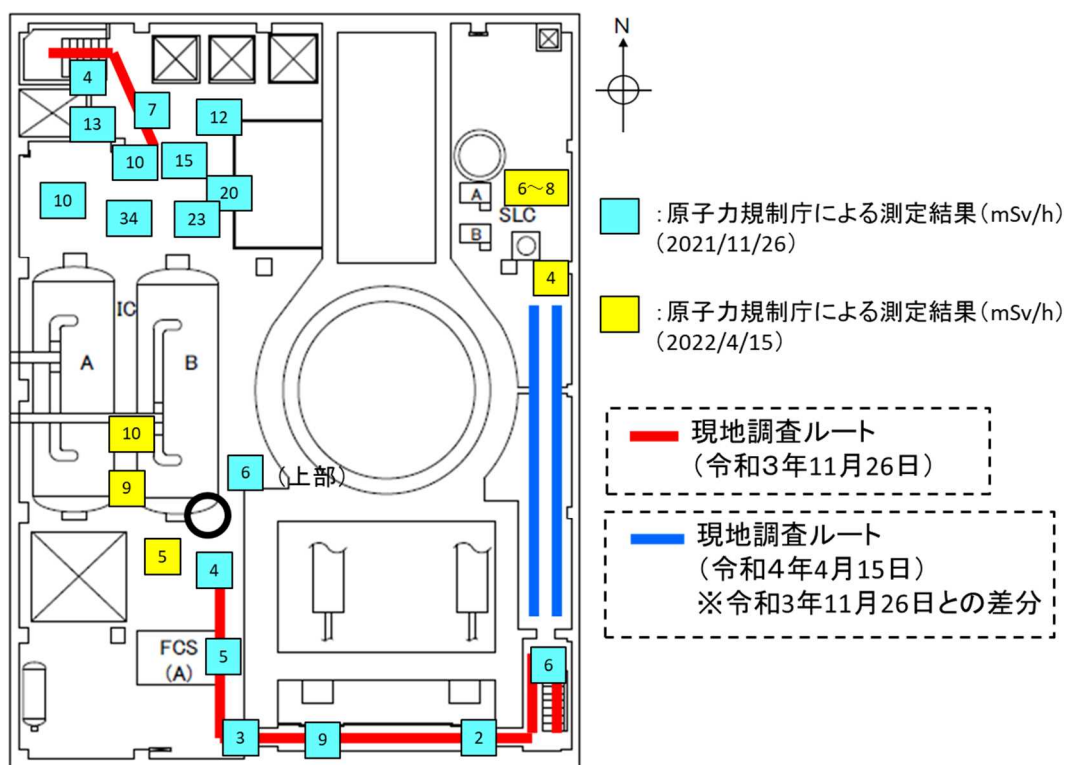 N
4
7
12
13
10
15
10
20
34
23
A
6～8
SLC
B
4
：原子力規制庁による測定結果（mSv/h）
（2021/11/26）
：原子力規制庁による測定結果（mSv/h）
（2022/4/15）
IC
A
B
10
9
6
（上部）
5
4
現地調査ルート
（令和３年11月26日）
現地調査ルート
（令和４年4月15日）
※令和3年11月26日との差分
FCS
(A)
5
6
3
9
2